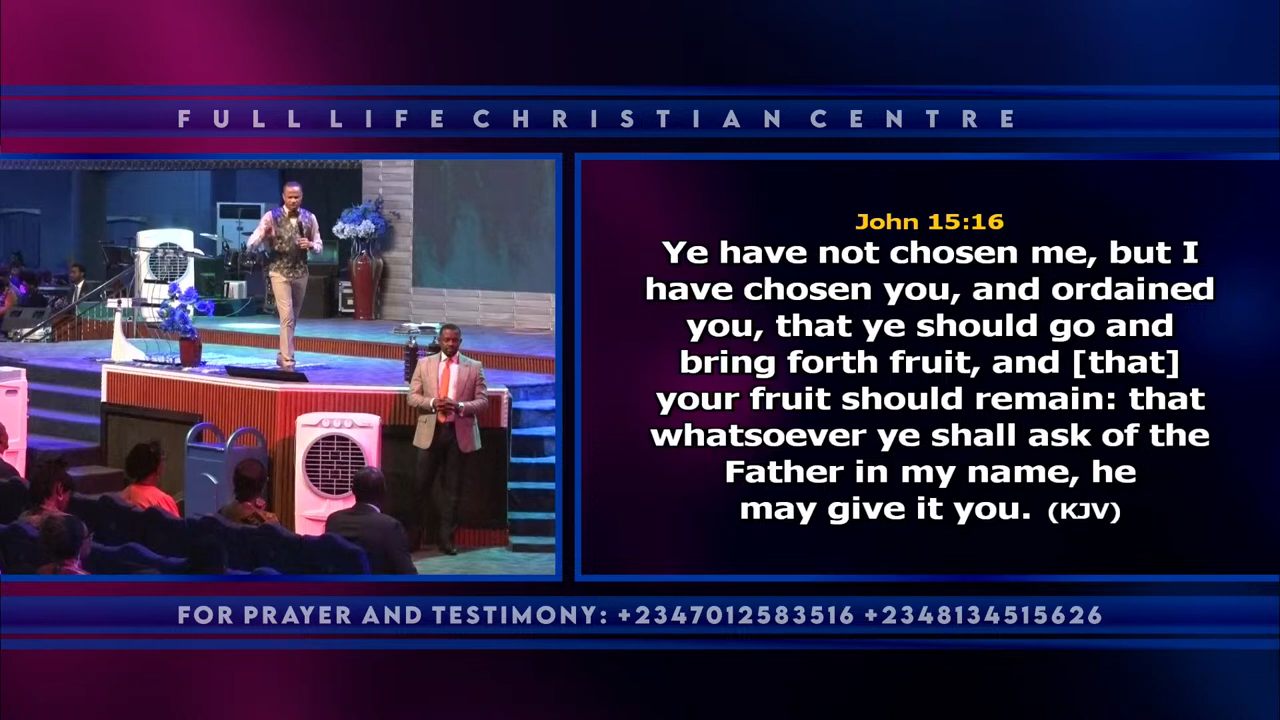 FULL LIFE CHRISTIAN CENTRE
John 15:16
Ye have not chosen me, but I
have chosen you, and ordained
you, that ye should go and
bring forth fruit, and [that]
your fruit should remain: that
whatsoever ye shall ask of the
Father in my name, he
may give it you. (KJV)
FOR PRAYER AND TESTIMONY: +2347012583516 +2348134515626